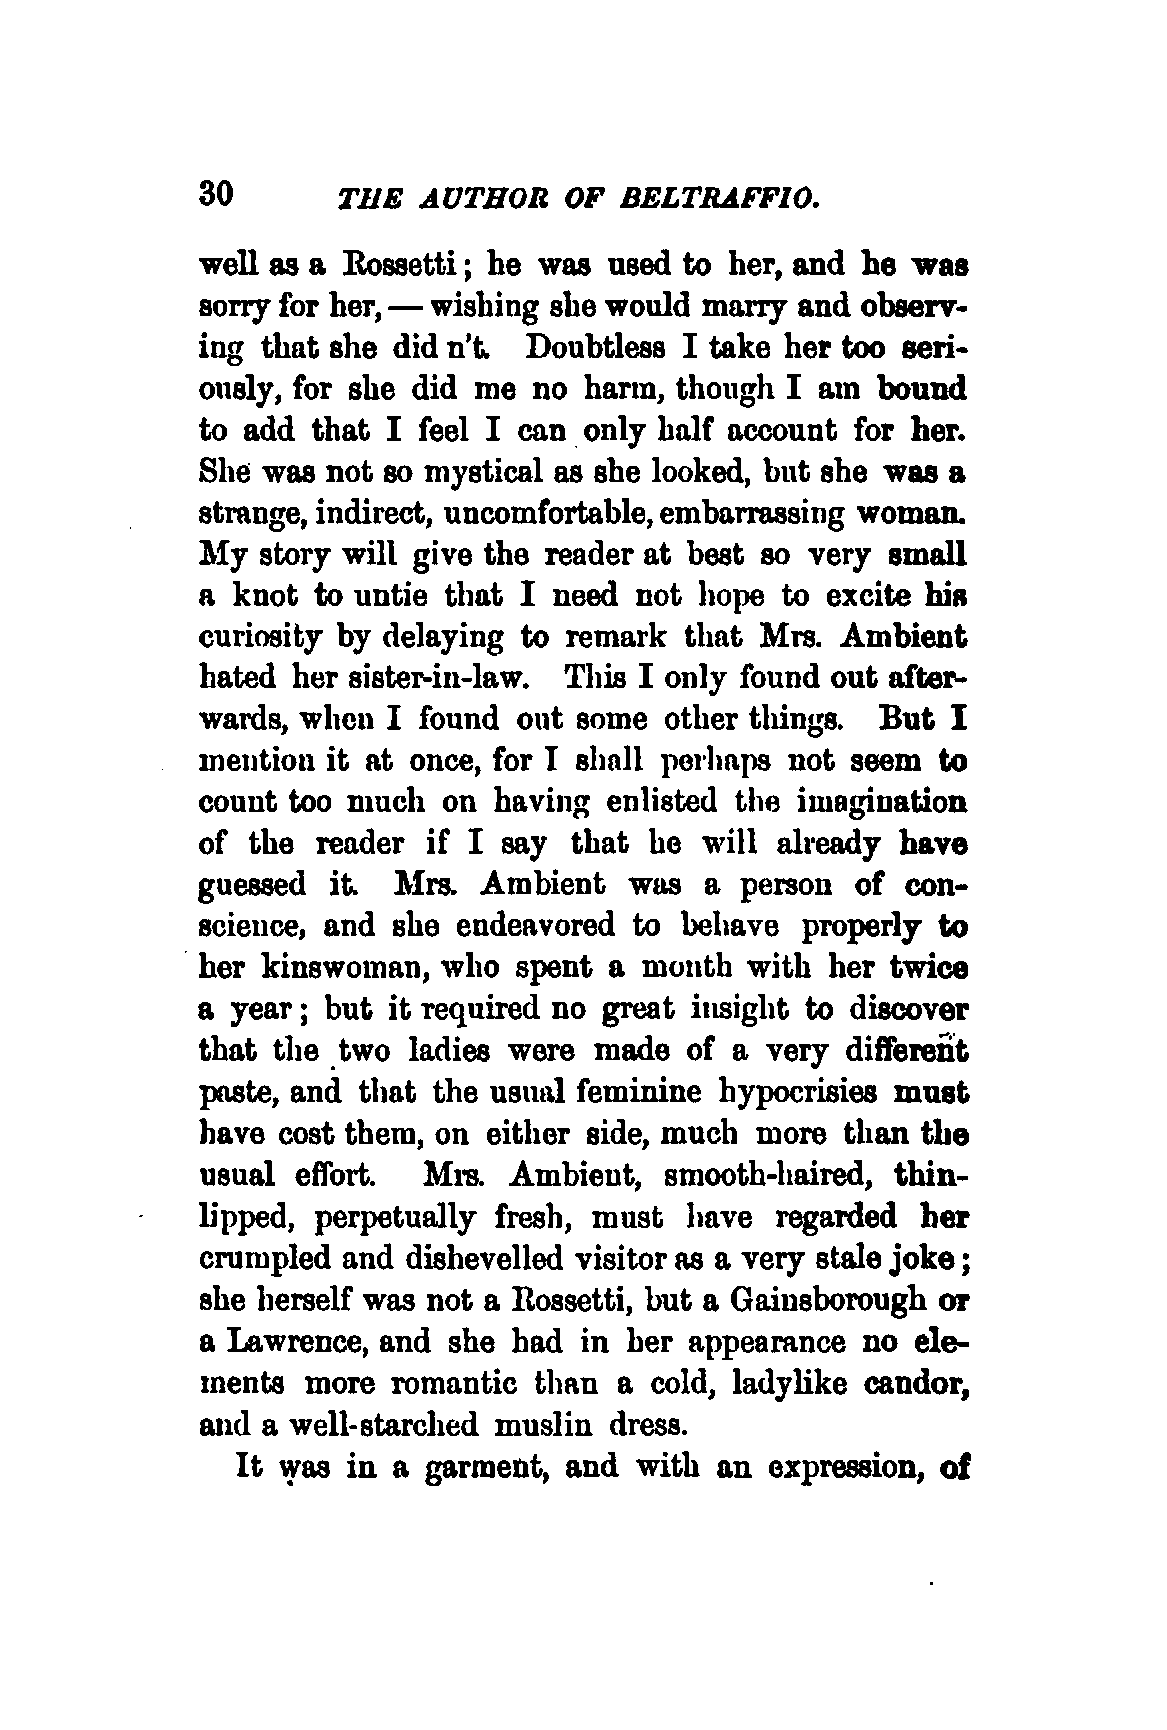 30 THE AUTHOR OF BELTRAFFIO.
well as a Rossetti; he was used to her, and he was
sorry for her, — wishing she would marry and observ-
ing that she did n't. Doubtless I take her too seri-
ously, for she did me no harm, though I am bound
to add that I feel I can only half account for her.
She was not so mystical as she looked, but she was a
strange, indirect, uncomfortable, embarrassing woman.
My story will give the reader at best so very small
a knot to untie that I need not hope to excite his
curiosity by delaying to remark that Mrs. Ambient
hated her sister-in-law. This I only found out after-
wards, when I found out some other things. But I
mention it at once, for I shall perhaps not seem to
count too much on having enlisted the imagination
of the reader if I say that he will already have
guessed it. Mrs. Ambient was a person of con-
science, and she endeavored to behave properly to
her kinswoman, who spent a month with her twice
a year; but it required no great insight to discover
that the two ladies were made of a very different
paste, and that the usual feminine hypocrisies must
have cost them, on either side, much more than the
usual effort. Mrs. Ambient, smooth-haired, thin-
lipped, perpetually fresh, must have regarded her
crumpled and dishevelled visitor as a very stale joke;
she herself was not a Rossetti, but a Gainsborough or
a Lawrence, and she had in her appearance no ele-
ments more romantic than a cold, ladylike candor,
and a well-starched muslin dress.
It was in a garment, and with an expression, of